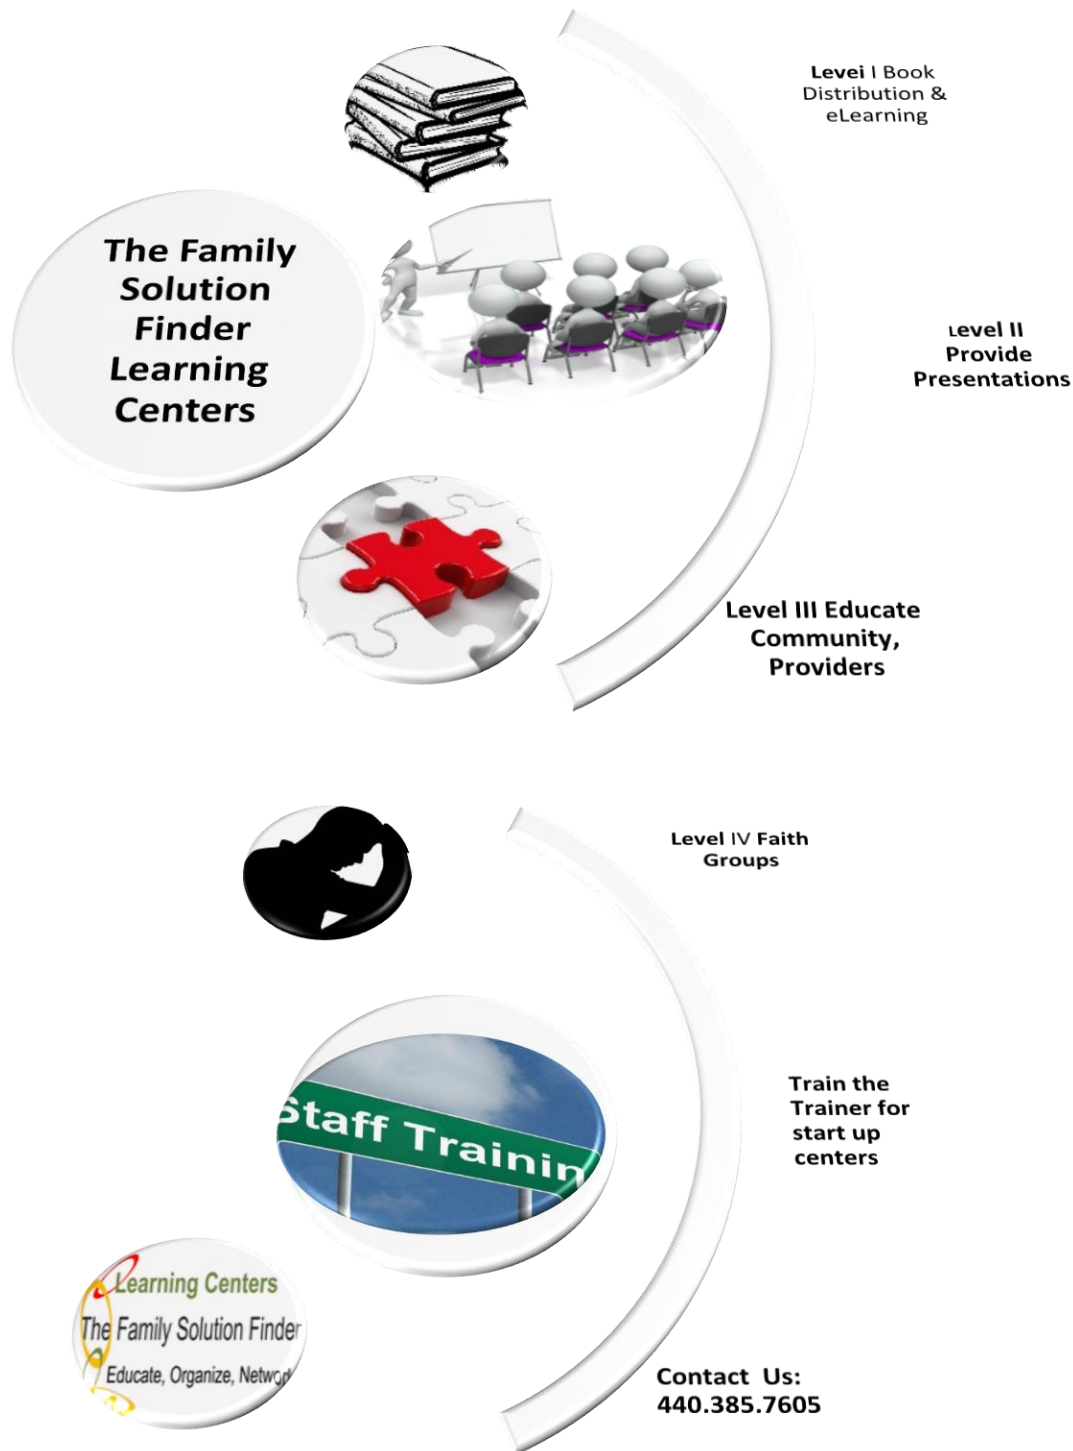 Levei I Book
Distribution &
eLearning
The Family
Solution
Finder
Learning
Centers
Level II
Provide
Presentations
Level III Educate
Community,
Providers
Level IV Faith
Groups
Staff Trainin
Train the
Trainer for
start up
centers
Learning Centers
The Family Solution Finder
Educate, Organize, Networ
Contact Us:
440.385.7605